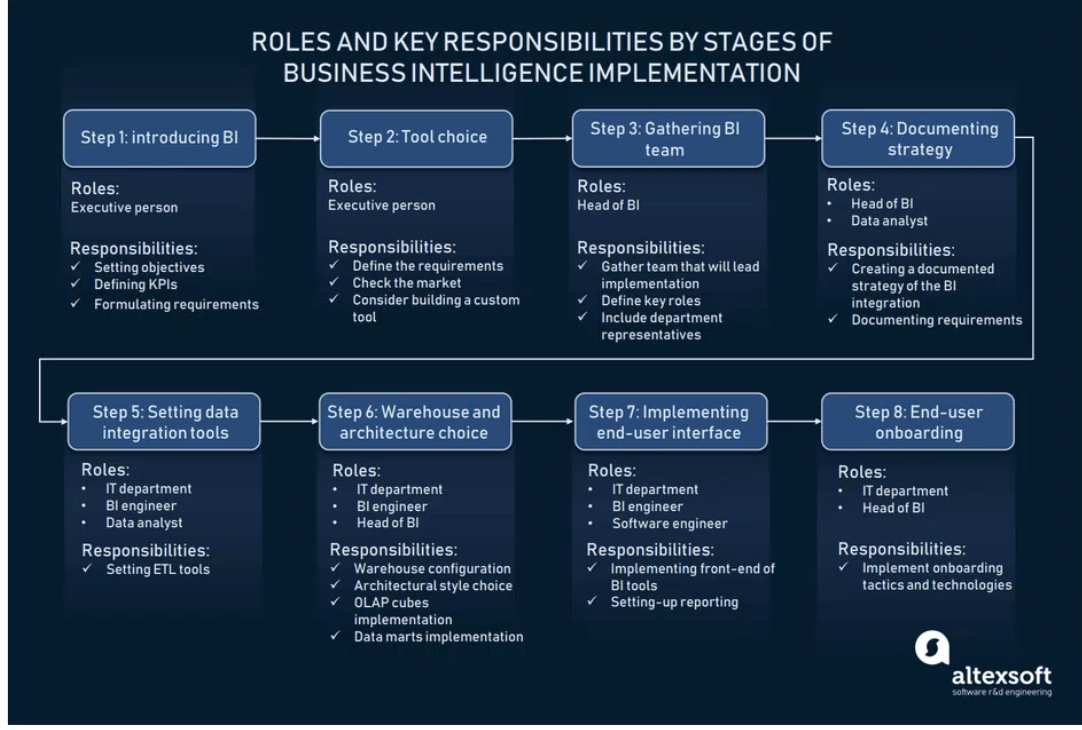 ROLES AND KEY RESPONSIBILITIES BY STAGES OF
BUSINESS INTELLIGENCE IMPLEMENTATION
Step 1: introducing BI
Roles:
Executive person
Responsibilities:
✓ Setting objectives
✓ Defining KPIs
✓ Formulating requirements
Step 2: Tool choice
Roles:
Executive person
Responsibilities:
✓ Define the requirements
✓ Check the market
✓ Consider building a custom
tool
Step 3: Gathering BI
team
Roles:
Head of BI
Responsibilities:
✓ Gather team that will lead
implementation
✓ Define key roles
✓ Include department
representatives
Step 4: Documenting
strategy
Roles:
• Head of BI
• Data analyst
Responsibilities:
✓ Creating a documented
strategy of the BI
integration
✓ Documenting requirements
Step 5: Setting data
integration tools
Roles:
• IT department
• BI engineer
• Data analyst
Responsibilities:
✓ Setting ETL tools
Step 6: Warehouse and
architecture choice
Roles:
• IT department
• BI engineer
• Head of BI
Responsibilities:
✓ Warehouse configuration
✓ Architectural style choice
✓ OLAP cubes
implementation
✓ Data marts implementation
Step 7: Implementing
end-user interface
Roles:
• IT department
• BI engineer
• Software engineer
Responsibilities:
✓ Implementing front-end of
BI tools
✓ Setting-up reporting
Step 8: End-user
onboarding
Roles:
• IT department
• Head of BI
Responsibilities:
✓ Implement onboarding
tactics and technologies
altexsoft
software r&d engineering